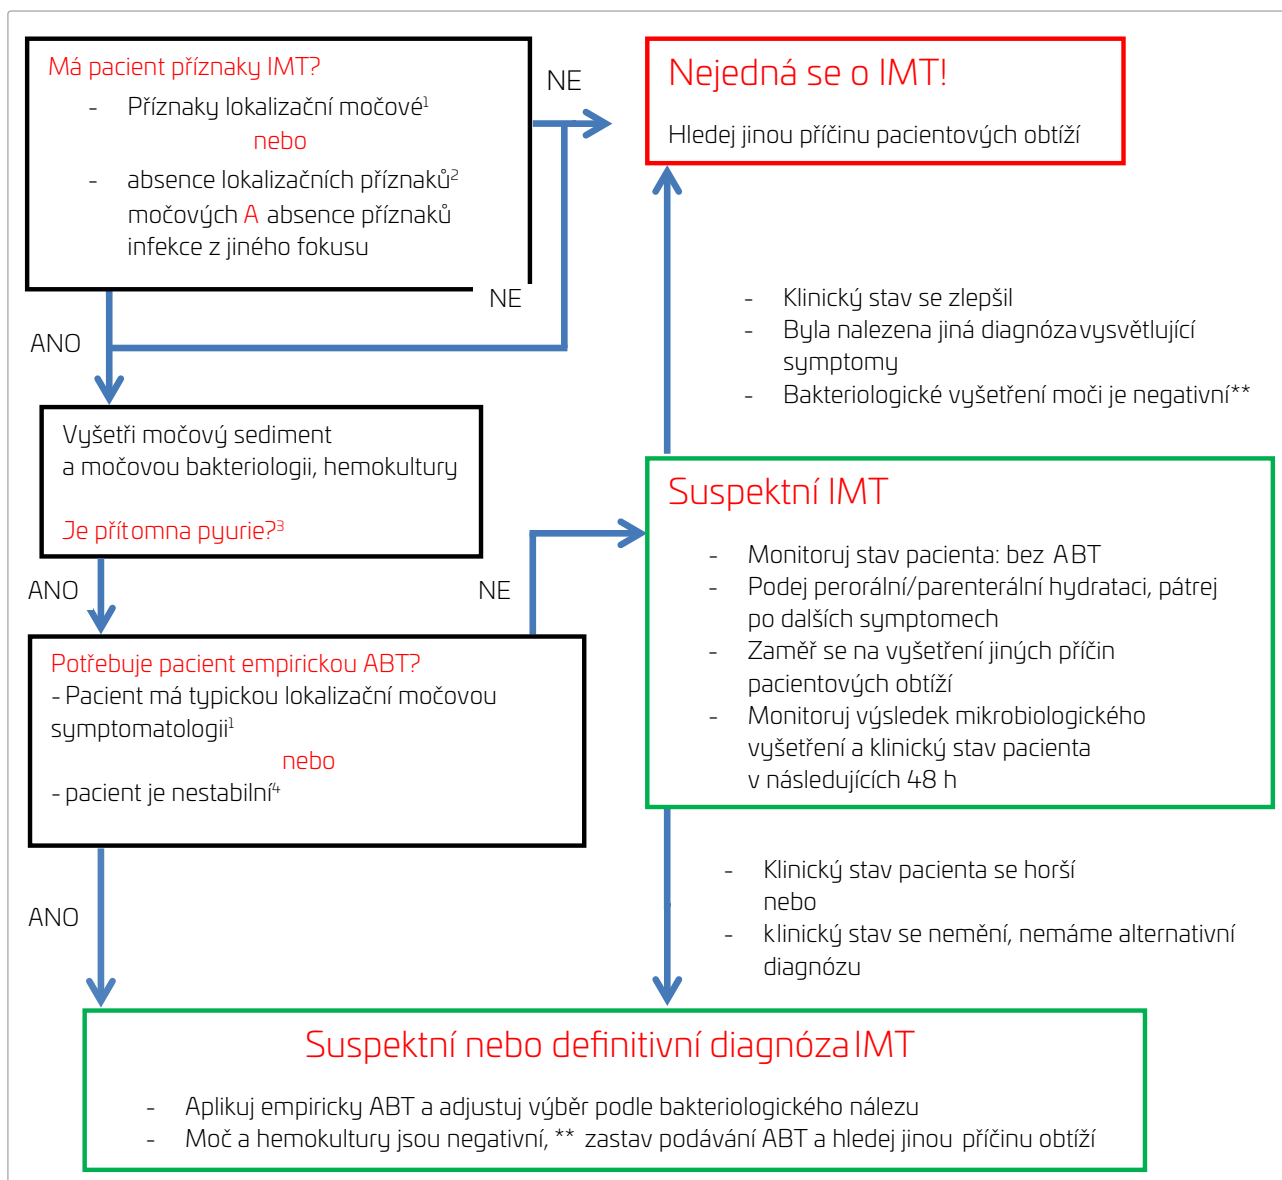 Má pacient příznaky IMT?
- Příznaky lokalizační močové¹
nebo
- absence lokalizačních příznaků²
močových A absence příznaků
infekce z jiného fokusu
NE
NE
ANO
Nejedná se o IMT!
Hledej jinou příčinu pacientových obtíží
- Klinický stav se zlepšil
- Byla nalezena jiná diagnózavysvětlující
symptomy
- Bakteriologické vyšetření moči je negativní**
Vyšetři močový sediment
a močovou bakteriologii, hemokultury
Je přítomna pyurie?³
ANO
NE
Suspektní IMT
- Monitoruj stav pacienta: bez ABT
- Podej perorální/parenterální hydrataci, pátrej
po dalších symptomech
- Zaměř se na vyšetření jiných příčin
pacientových obtíží
- Monitoruj výsledek mikrobiologického
vyšetření a klinický stav pacienta
v následujících 48 h
Potřebuje pacient empirickou ABT?
- Pacient má typickou lokalizační močovou
symptomatologii¹
nebo
- pacient je nestabilní⁴
ANO
- Klinický stav pacienta se horší
nebo
- klinický stav se nemění, nemáme alternativní
diagnózu
Suspektní nebo definitivní diagnóza IMT
- Aplikuj empiricky ABT a adjustuj výběr podle bakteriologického nálezu
- Moč a hemokultury jsou negativní, ** zastav podávání ABT a hledej jinou příčinu obtíží